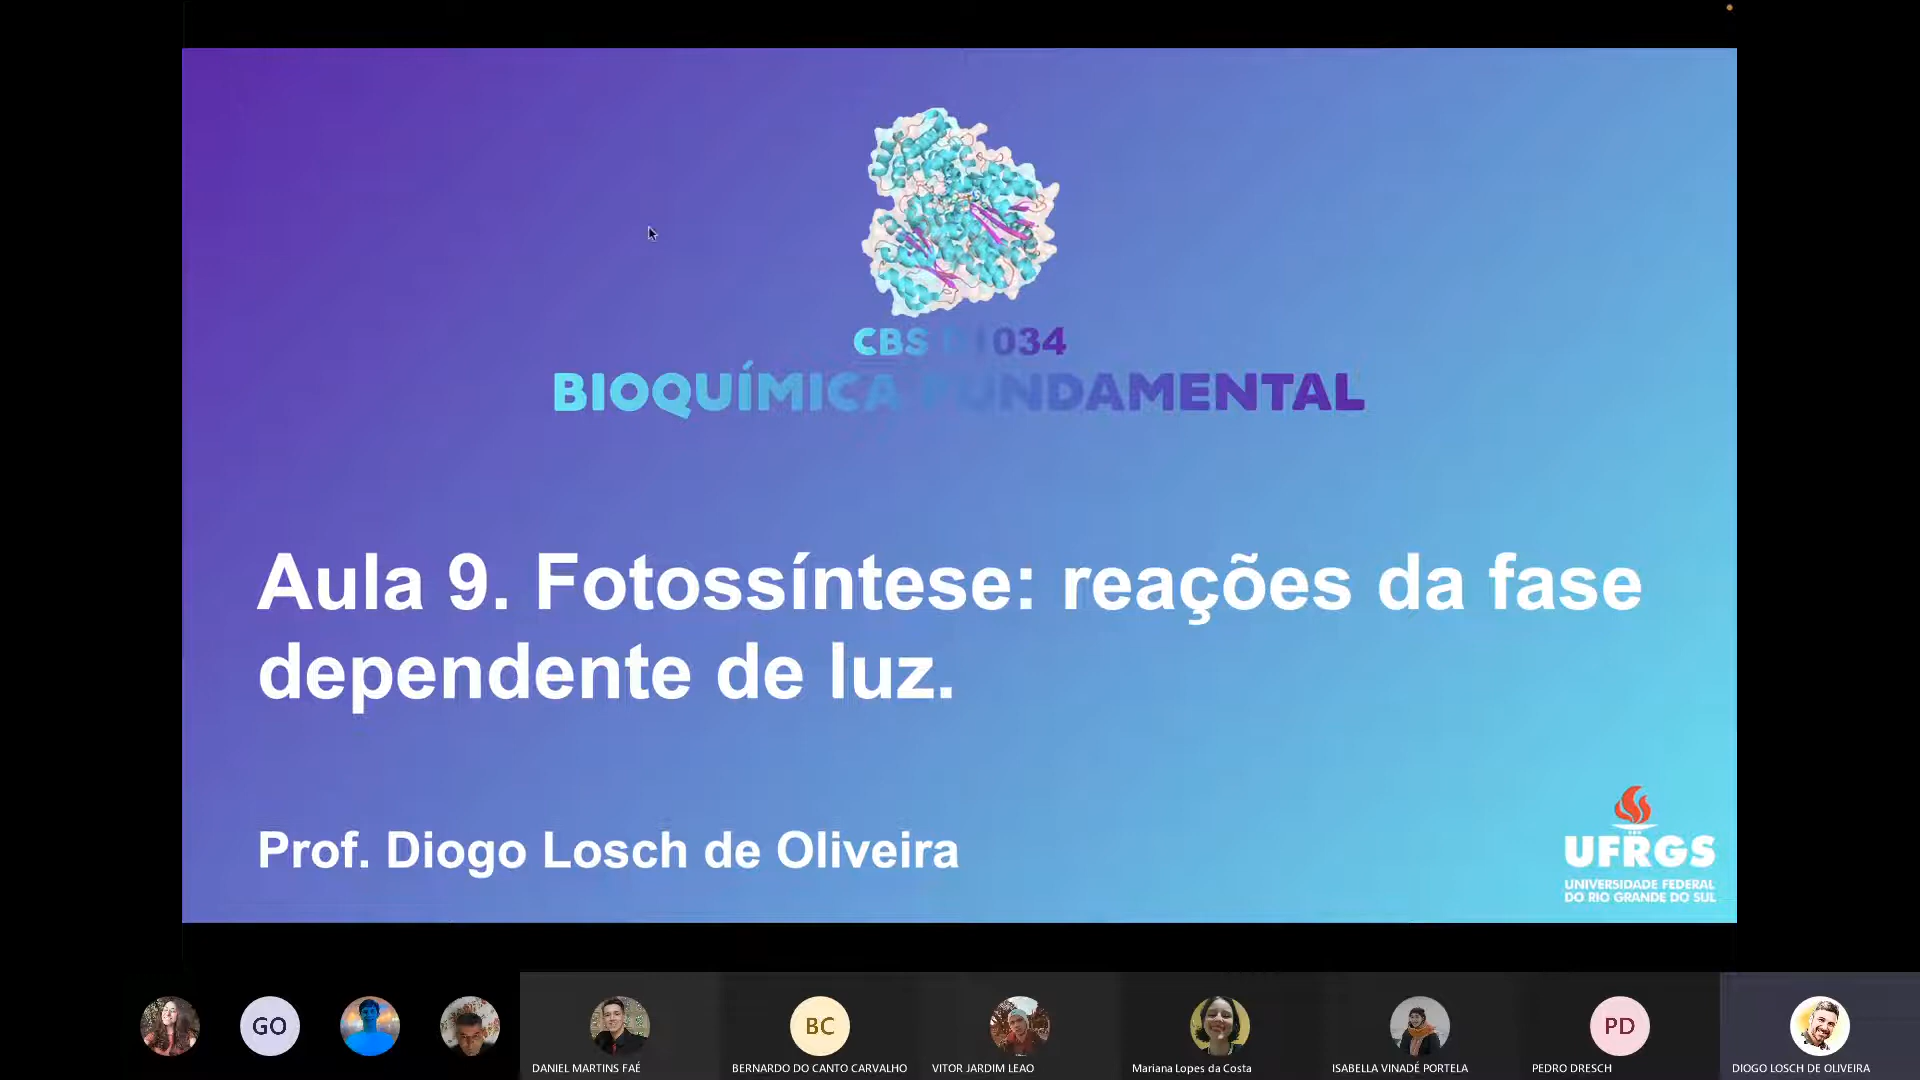 CBS 034
BIOQUÍMICA FUNDAMENTAL
Aula 9. Fotossíntese: reações da fase
dependente de luz.
Prof. Diogo Losch de Oliveira
UFRGS
UNIVERSIDADE FEDERAL
DO RIO GRANDE DO SUL
GO
BC
PD
DANIEL MARTINS FAÉ
BERNARDO DO CANTO CARVALHO
VITOR JARDIM LEAO
Mariana Lopes da Costa
ISABELLA VINADÉ PORTELA
PEDRO DRESCH
DIOGO LOSCH DE OLIVEIRA